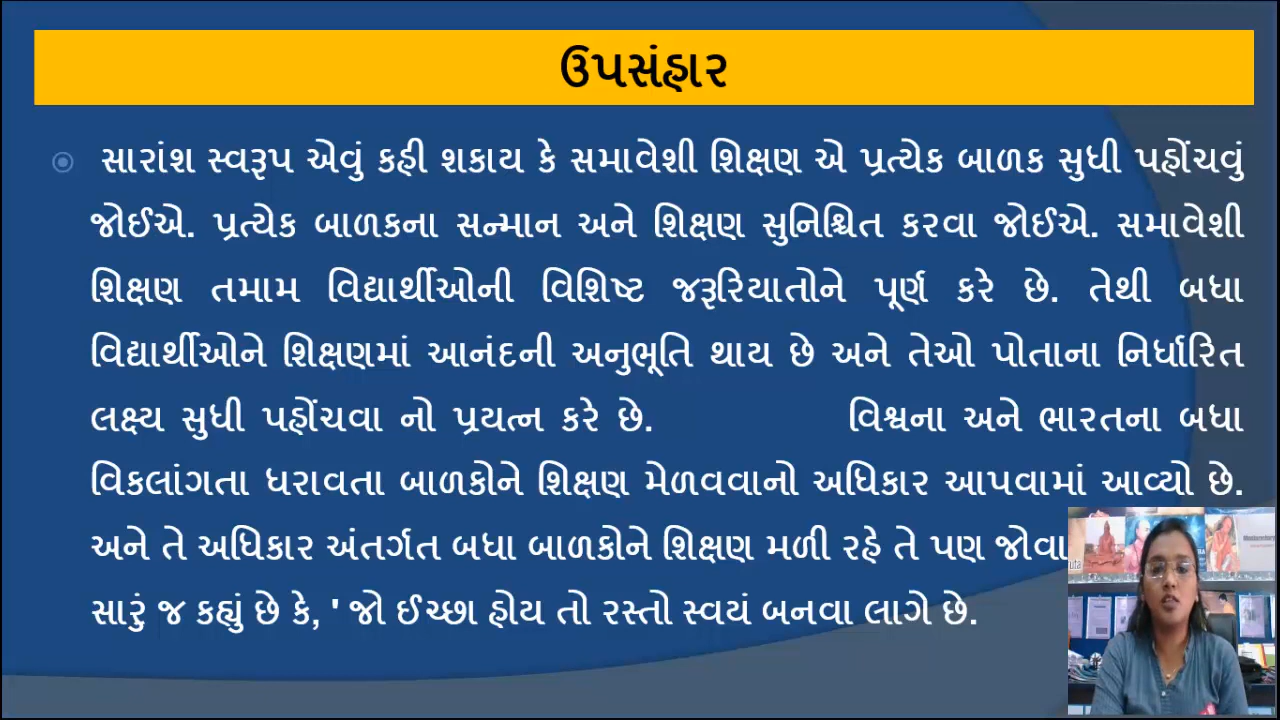 ઉપસંહાર
સારાંશ સ્વરૂપ એવું કહી શકાય કે સમાવેશી શિક્ષણ એ પ્રત્યેક બાળક સુધી પહોંચવું
જોઈએ. પ્રત્યેક બાળકના સન્માન અને શિક્ષણ સુનિશ્ચિત કરવા જોઈએ. સમાવેશી
શિક્ષણ તમામ વિદ્યાર્થીઓની વિશિષ્ટ જરૂરિયાતોને પૂર્ણ કરે છે. તેથી બધા
વિદ્યાર્થીઓને શિક્ષણમાં આનંદની અનુભૂતિ થાય છે અને તેઓ પોતાના નિર્ધારિત
લક્ષ્ય સુધી પહોંચવા નો પ્રયત્ન કરે છે. વિશ્વના અને ભારતના બધા
વિકલાંગતા ધરાવતા બાળકોને શિક્ષણ મેળવવાનો અધિકાર આપવામાં આવ્યો છે.
અને તે અધિકાર અંતર્ગત બધા બાળકોને શિક્ષણ મળી રહે તે પણ જોવા
સારું જ કહ્યું છે કે, ' જો ઈચ્છા હોય તો રસ્તો સ્વયં બનવા લાગે છે.